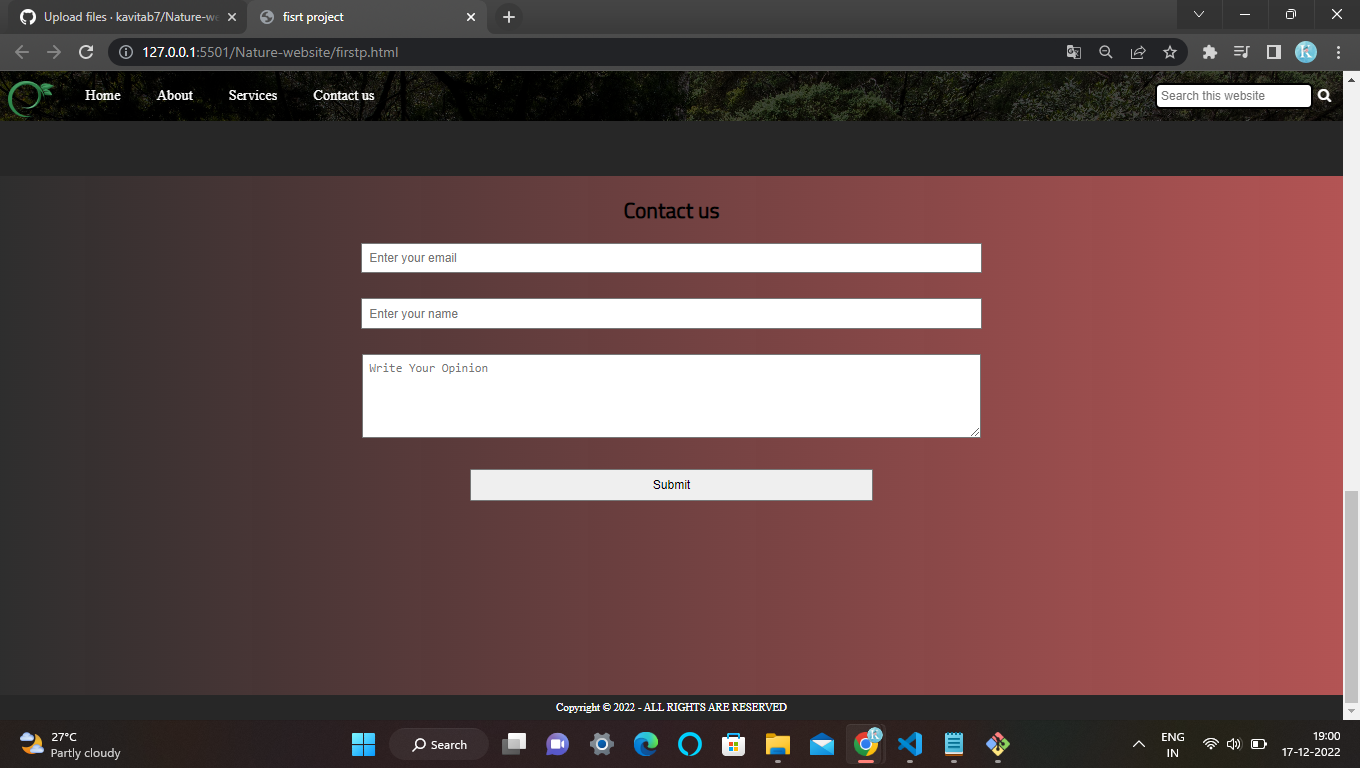 Upload files · kavitab7/Nature-we
fisrt project
127.0.0.1:5501/Nature-website/firstp.html
Home About Services Contact us
Search this website
Contact us
Enter your email
Enter your name
Write Your Opinion
Submit
Copyright © 2022 - ALL RIGHTS ARE RESERVED
27°C
Partly cloudy
Search
ENG
IN
19:00
17-12-2022